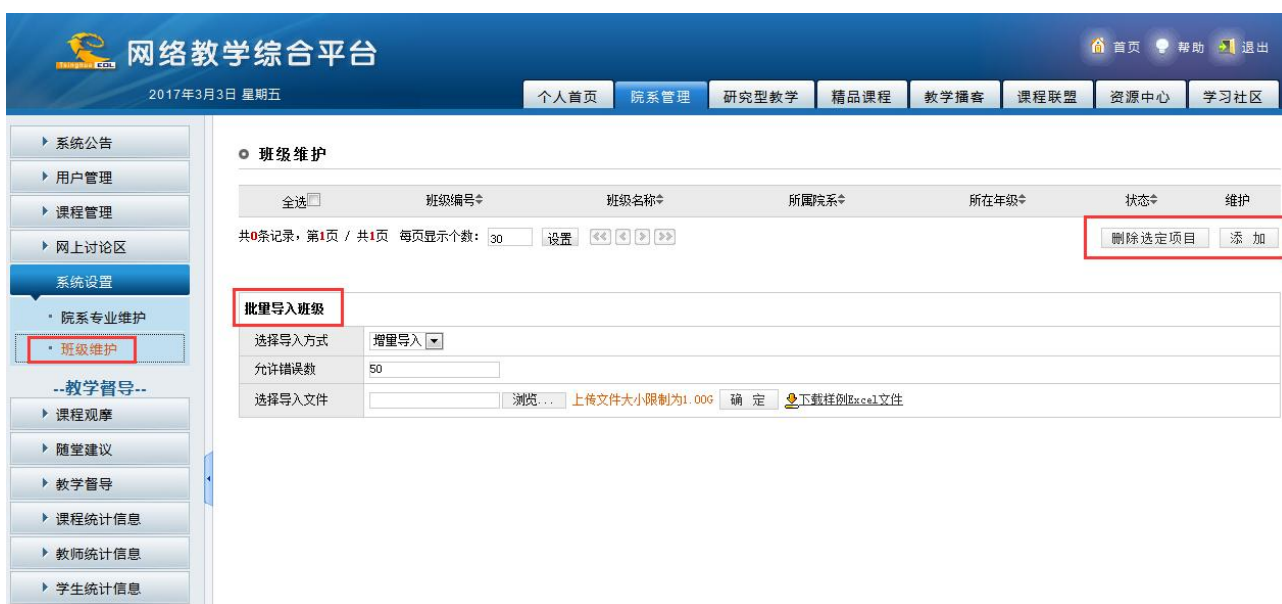 网络教学综合平台
首页 帮助 退出
2017年3月3日 星期五
个人首页 院系管理 研究型教学 精品课程 教学播客 课程联盟 资源中心 学习社区
系统公告
用户管理
课程管理
网上讨论区
系统设置
院系专业维护
班级维护
--教学督导--
课程观摩
随堂建议
教学督导
课程统计信息
教师统计信息
学生统计信息
班级维护
全选 班级编号 班级名称 所属院系 所在年级 状态 维护
共0条记录，第1页 / 共1页 每页显示个数： 30 设置 删除选定项目 添 加
批量导入班级
选择导入方式 增量导入
允许错误数 50
选择导入文件 浏览... 上传文件大小限制为1.00G 确 定 下载样例Excel文件